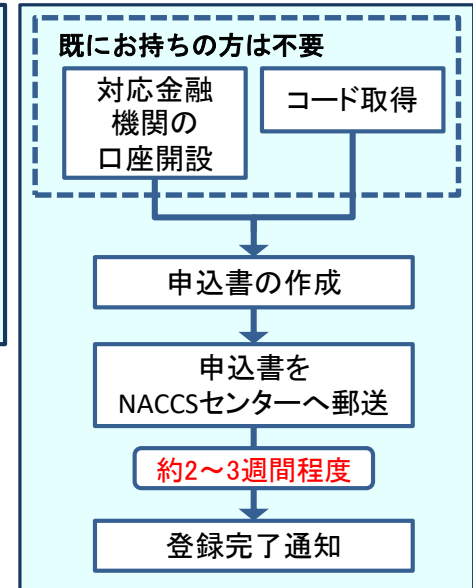 既にお持ちの方は不要
対応金融
機関の
口座開設
コード取得
申込書の作成
申込書を
NACCSセンターへ郵送
約2～3週間程度
登録完了通知